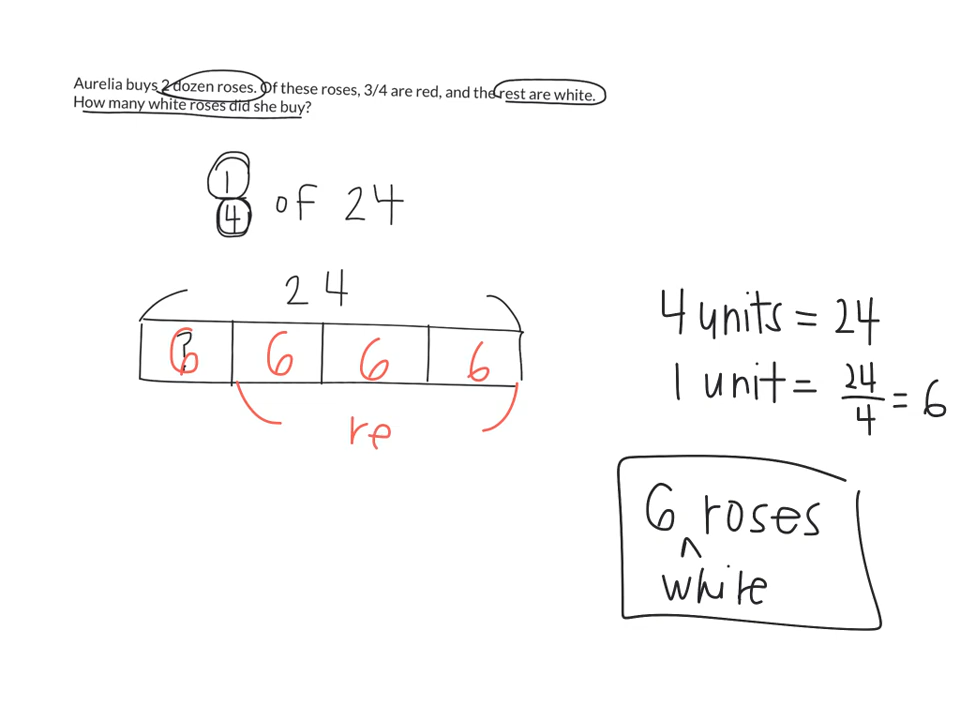 Aurelia buys 2 dozen roses. Of these roses, 3/4 are red, and the rest are white.
How many white roses did she buy?
1/4 of 24
24
6 6 6 6
re
4 units = 24
1 unit = 24/4 = 6
6 ^ roses
white